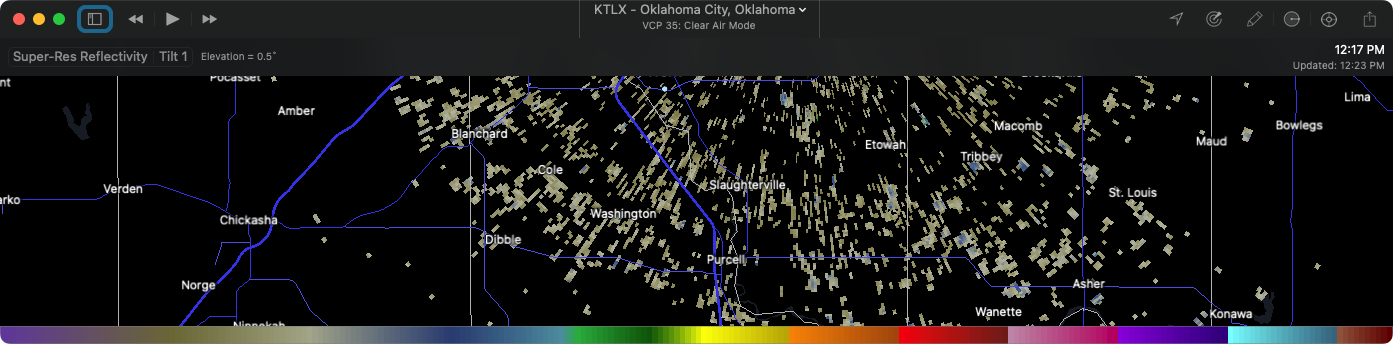 KTLX - Oklahoma City, Oklahoma
VCP 35: Clear Air Mode
Super-Res Reflectivity
Tilt 1
Elevation = 0.5°
12:17 PM
Updated: 12:23 PM
Pocasset
Lima
Amber
Bowlegs
Macomb
Blanchard
Maud
Etowah
Tribbey
Cole
Slaughterville
Verden
St. Louis
Washington
Chickasha
Dibble
Purcell
Norge
Asher
Wanette
Konawa
Ninnekah